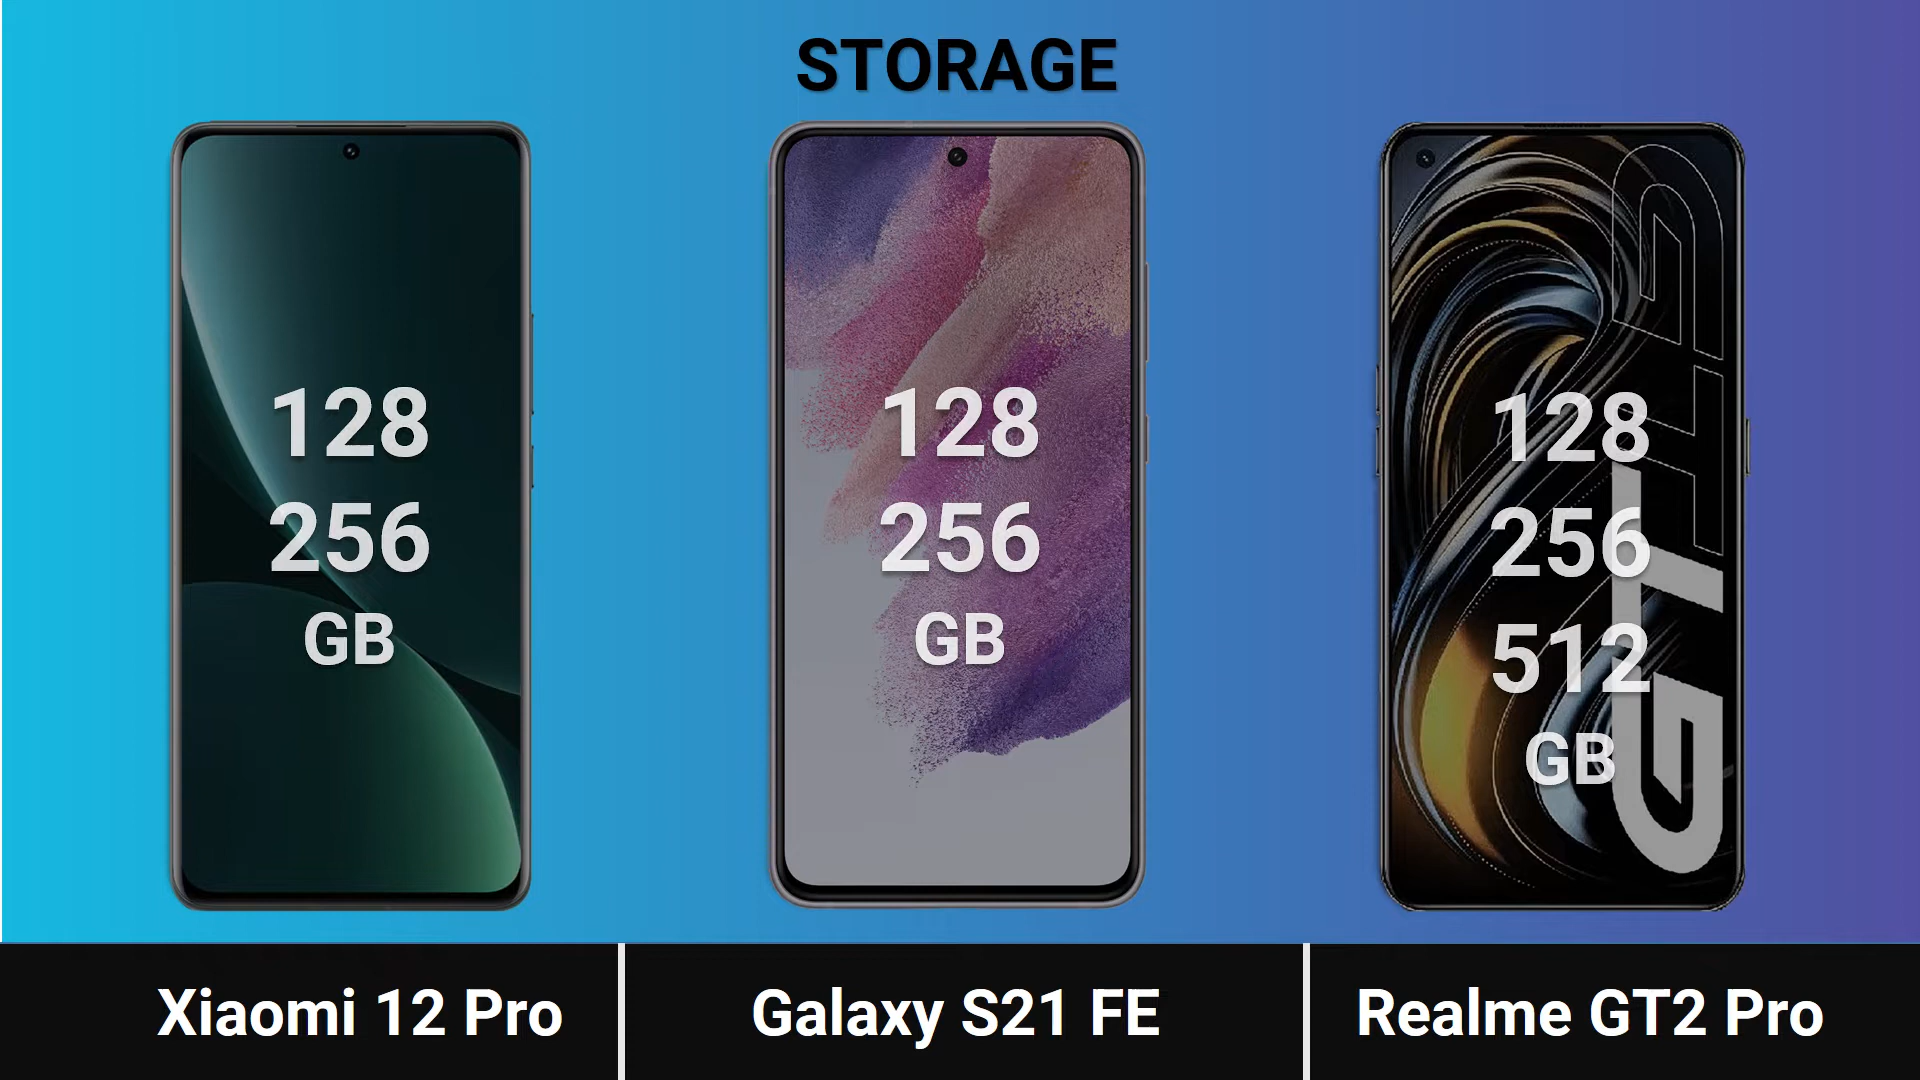 STORAGE
128
256
GB
128
256
GB
128
256
512
GB
GT
Xiaomi 12 Pro
Galaxy S21 FE
Realme GT2 Pro